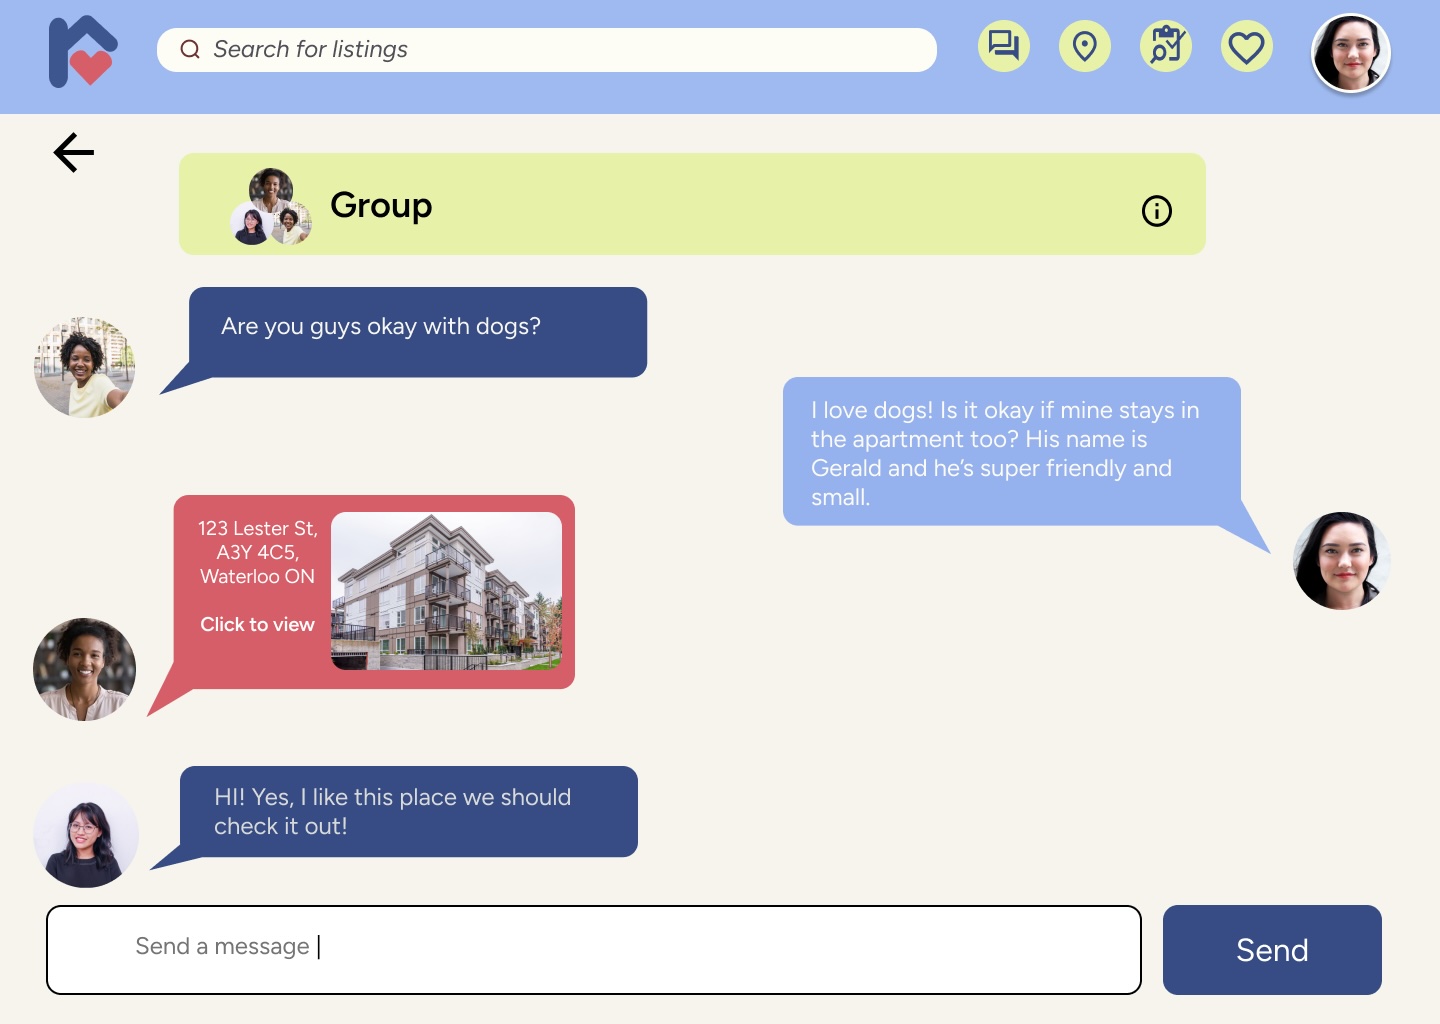 Search for listings
Group
Are you guys okay with dogs?
I love dogs! Is it okay if mine stays in
the apartment too? His name is
Gerald and he’s super friendly and
small.
123 Lester St,
A3Y 4C5,
Waterloo ON
Click to view
HI! Yes, I like this place we should
check it out!
Send a message
Send